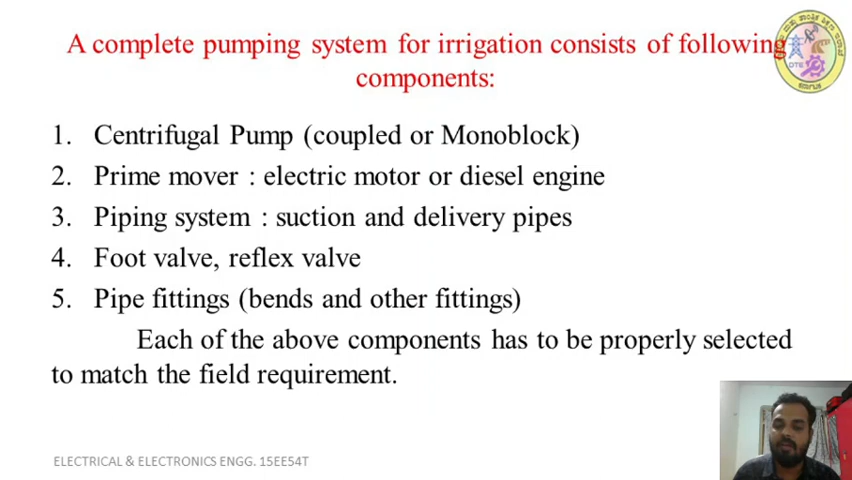 A complete pumping system for irrigation consists of following
components:
1. Centrifugal Pump (coupled or Monoblock)
2. Prime mover : electric motor or diesel engine
3. Piping system : suction and delivery pipes
4. Foot valve, reflex valve
5. Pipe fittings (bends and other fittings)
Each of the above components has to be properly selected
to match the field requirement.
ELECTRICAL & ELECTRONICS ENGG. 15EE54T
DTE